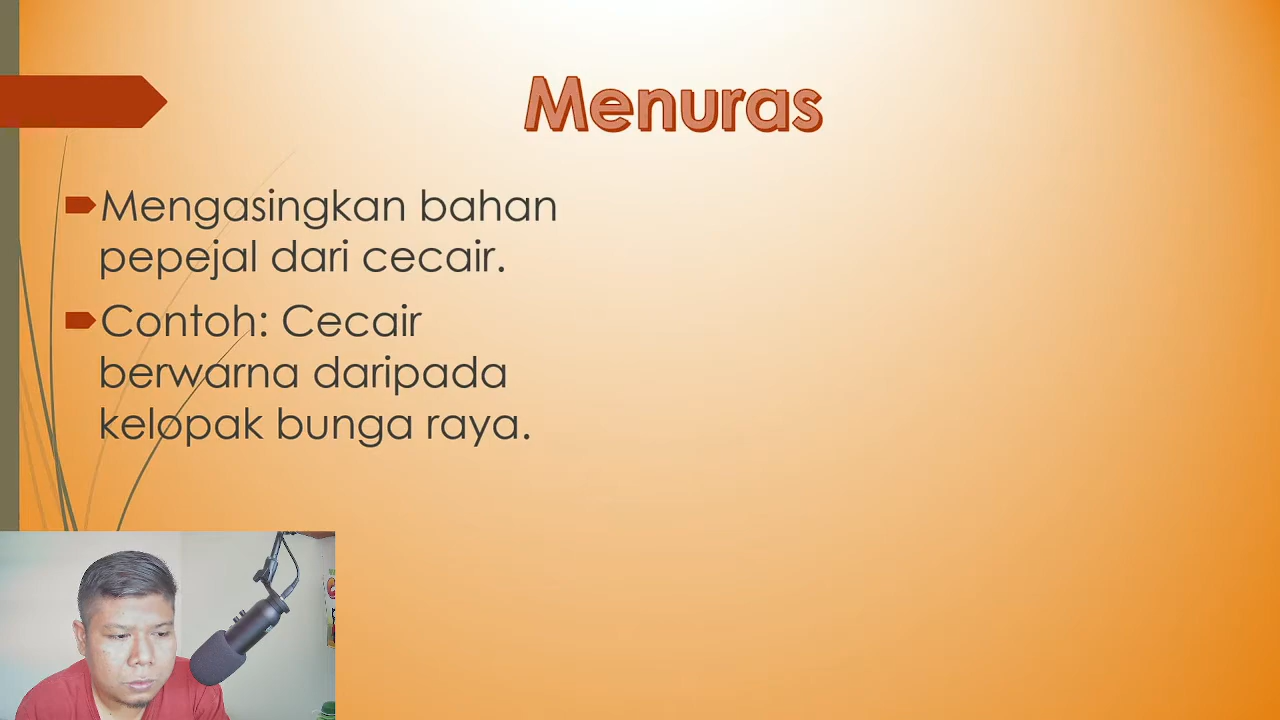 Menuras
Mengasingkan bahan
pepejal dari cecair.
Contoh: Cecair
berwarna daripada
kelopak bunga raya.